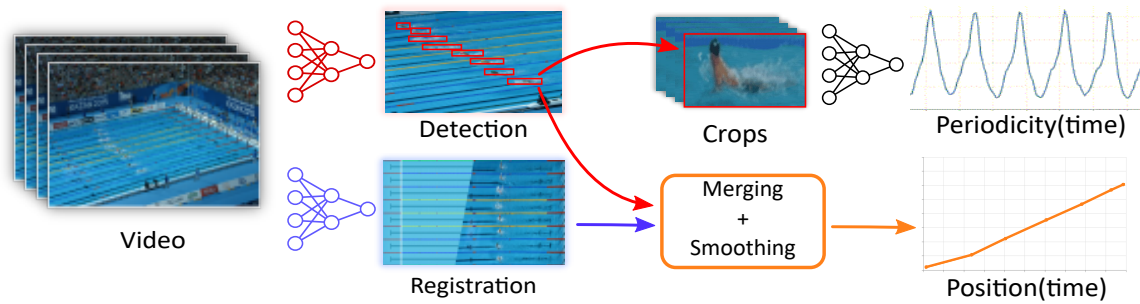 Video
Detection
Registration
Crops
Merging
+
Smoothing
Periodicity(time)
Position(time)